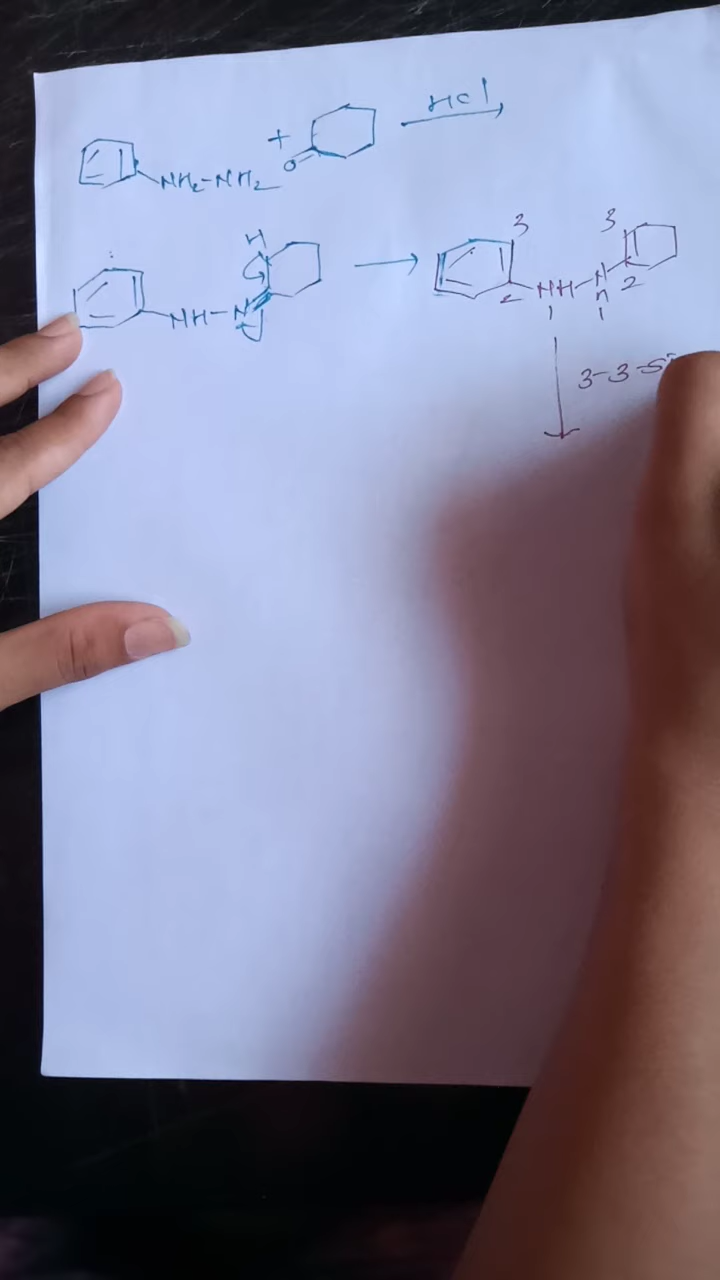 + HCl
NH2-NH2 O
H
NH-N
3 3
2 NH-N 2
1 H 1
3-3-